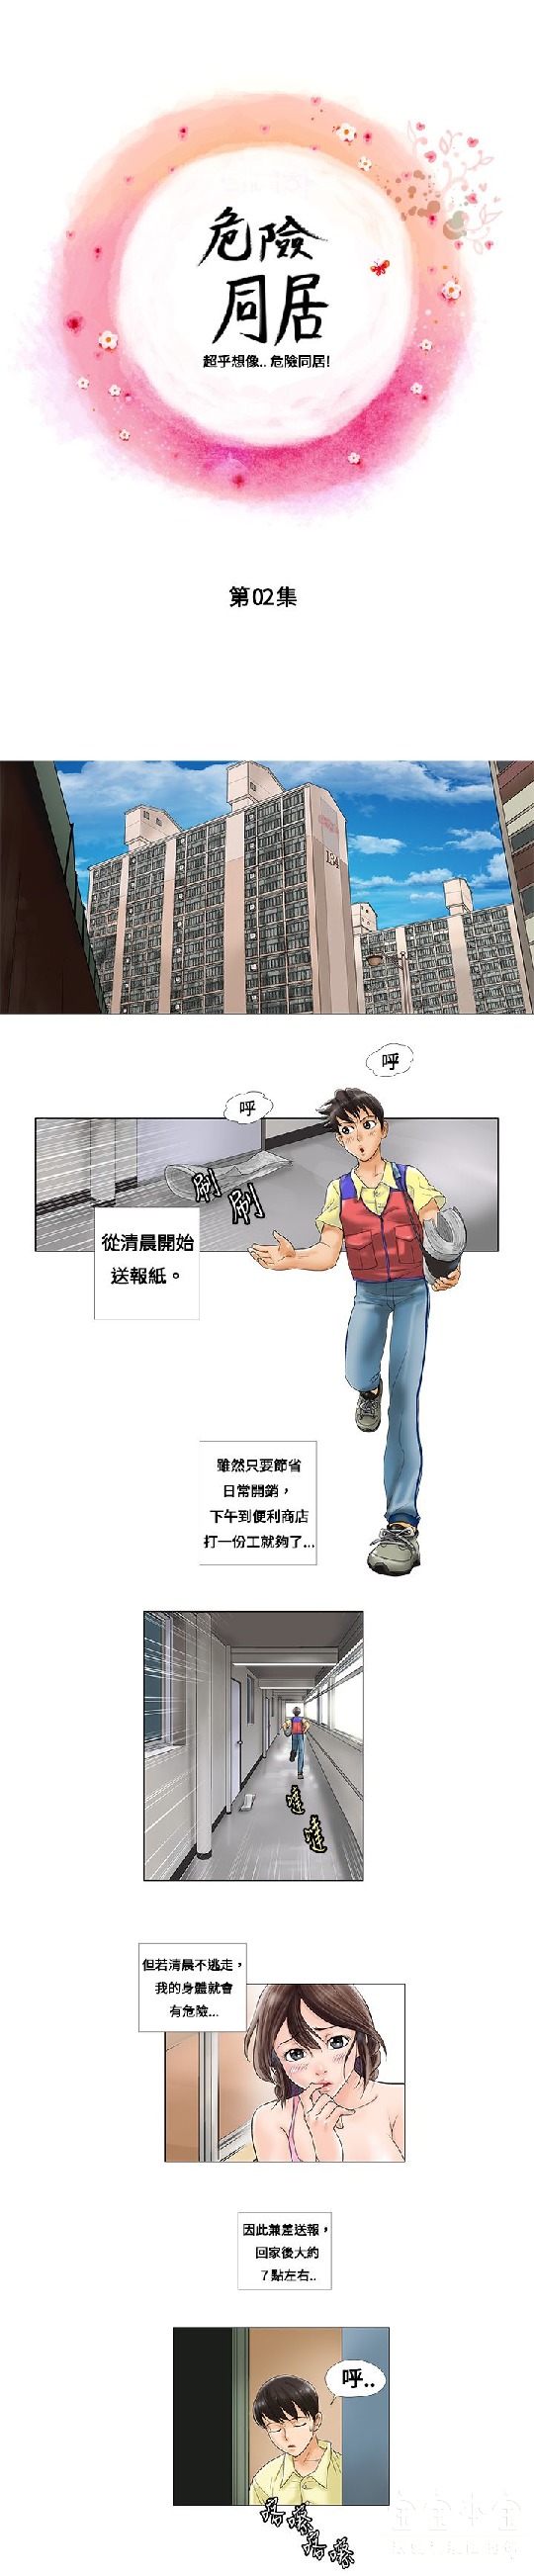 危險
同居
超乎想像.. 危險同居!
第02集
134
呼
呼
刷
刷
從清晨開始
送報紙。
雖然只要節省
日常開銷，
下午到便利商店
打一份工就夠了...
達
達
但若清晨不逃走，
我的身體就會
有危險...
因此兼差送報，
回家後大約
7點左右..
呼..